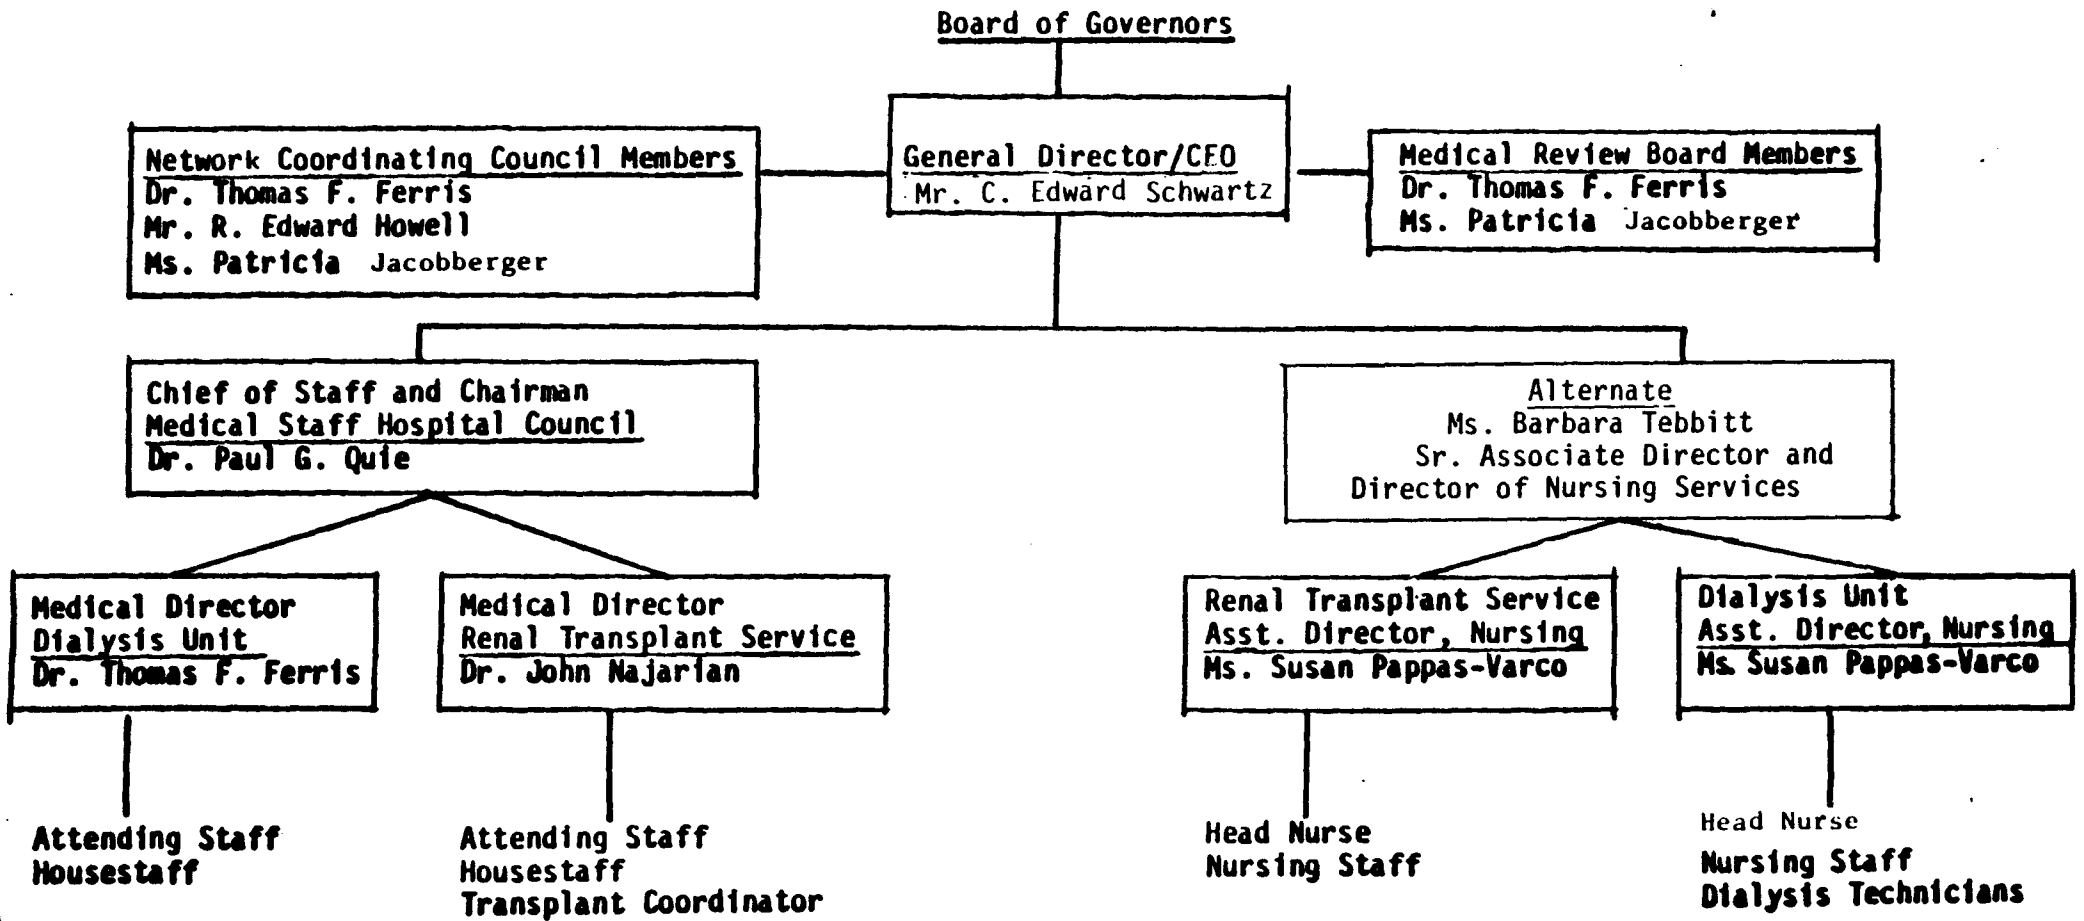 Board of Governors
Network Coordinating Council Members
Dr. Thomas F. Ferris
Mr. R. Edward Howell
Ms. Patricia Jacobberger
General Director/CEO
Mr. C. Edward Schwartz
Medical Review Board Members
Dr. Thomas F. Ferris
Ms. Patricia Jacobberger
Chief of Staff and Chairman
Medical Staff Hospital Council
Dr. Paul G. Quie
Alternate
Ms. Barbara Tebbitt
Sr. Associate Director and
Director of Nursing Services
Medical Director
Dialysis Unit
Dr. Thomas F. Ferris
Medical Director
Renal Transplant Service
Dr. John Najarian
Renal Transplant Service
Asst. Director, Nursing
Ms. Susan Pappas-Varco
Dialysis Unit
Asst. Director, Nursing
Ms. Susan Pappas-Varco
Attending Staff
Housestaff
Attending Staff
Housestaff
Transplant Coordinator
Head Nurse
Nursing Staff
Head Nurse
Nursing Staff
Dialysis Technicians